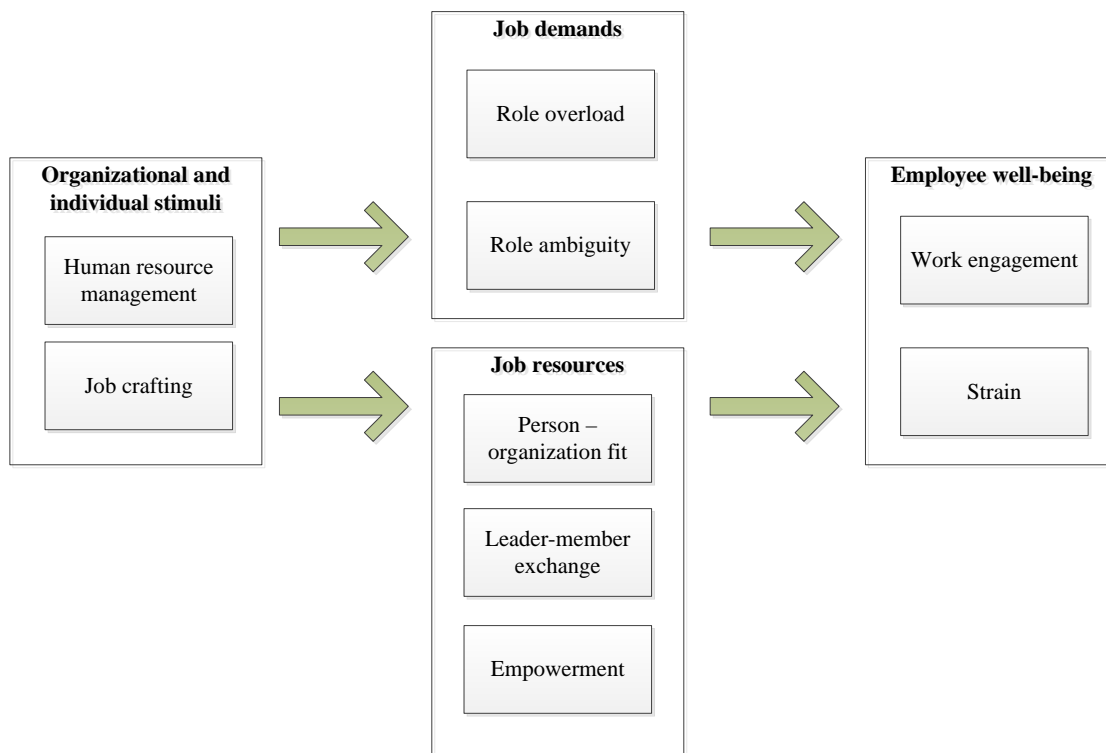 Organizational and
individual stimuli
Human resource
management
Job crafting
Job demands
Role overload
Role ambiguity
Job resources
Person –
organization fit
Leader-member
exchange
Empowerment
Employee well-being
Work engagement
Strain